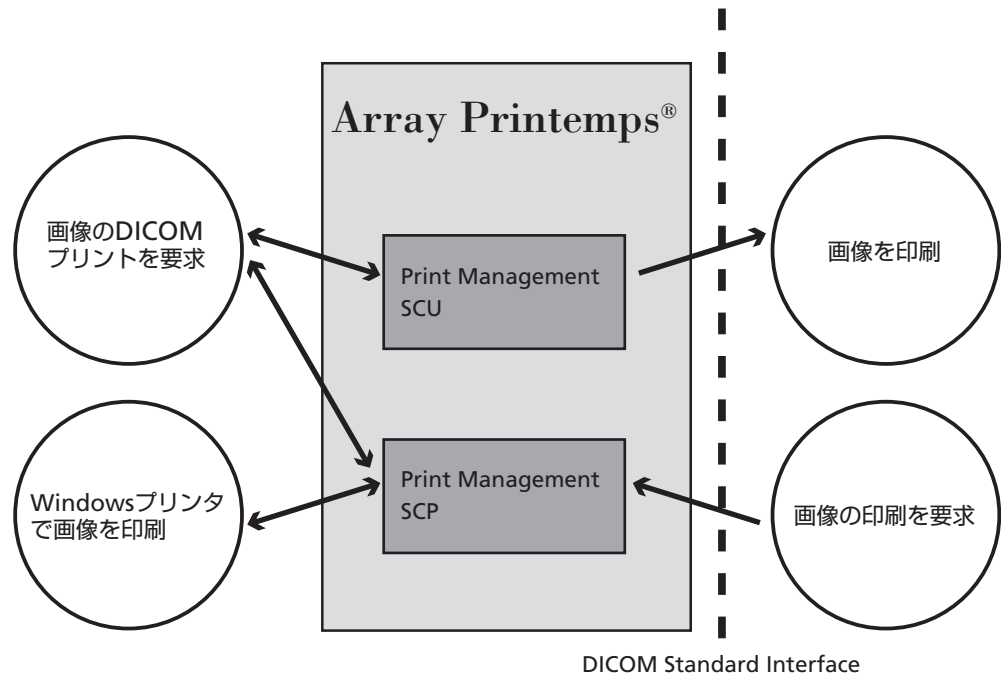 Array Printemps®
画像のDICOM
プリントを要求
Print Management
SCU
画像を印刷
Windowsプリンタ
で画像を印刷
Print Management
SCP
画像の印刷を要求
DICOM Standard Interface